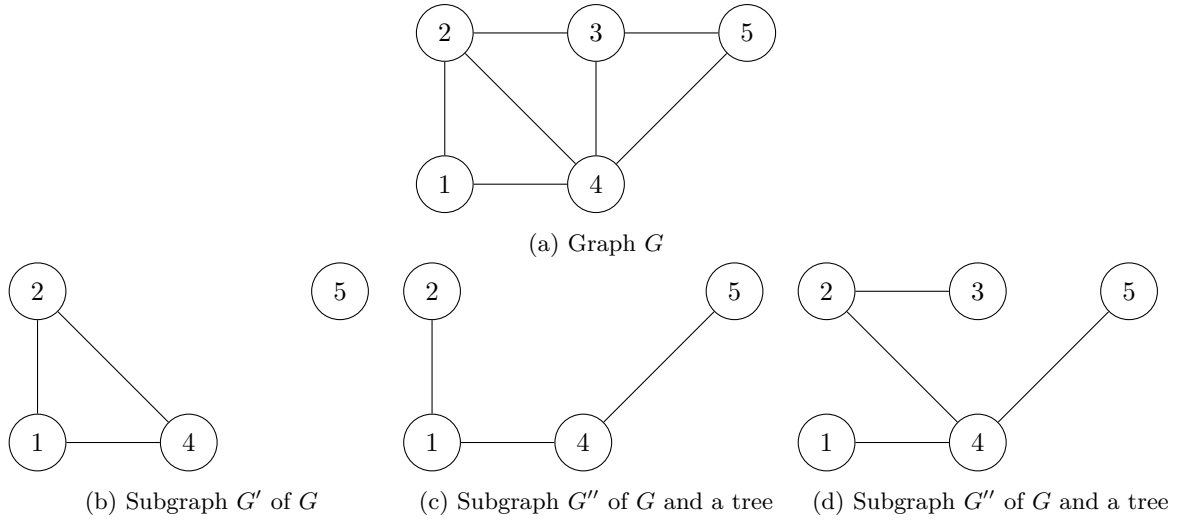 2 3 5
1 4
(a) Graph G
2 5 2 5 2 3 5
1 4 1 4 1 4
(b) Subgraph G′ of G (c) Subgraph G′′ of G and a tree (d) Subgraph G′′ of G and a tree